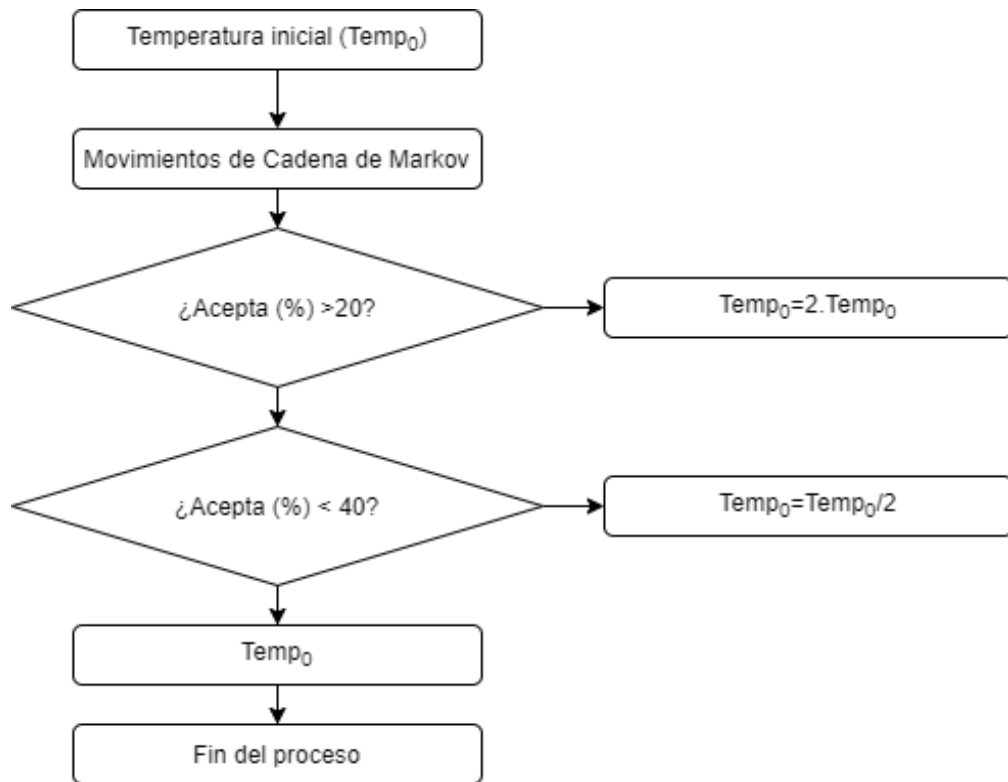 Temperatura inicial (Temp₀)
Movimientos de Cadena de Markov
¿Acepta (%) >20?
Temp₀=2.Temp₀
¿Acepta (%) < 40?
Temp₀=Temp₀/2
Temp₀
Fin del proceso